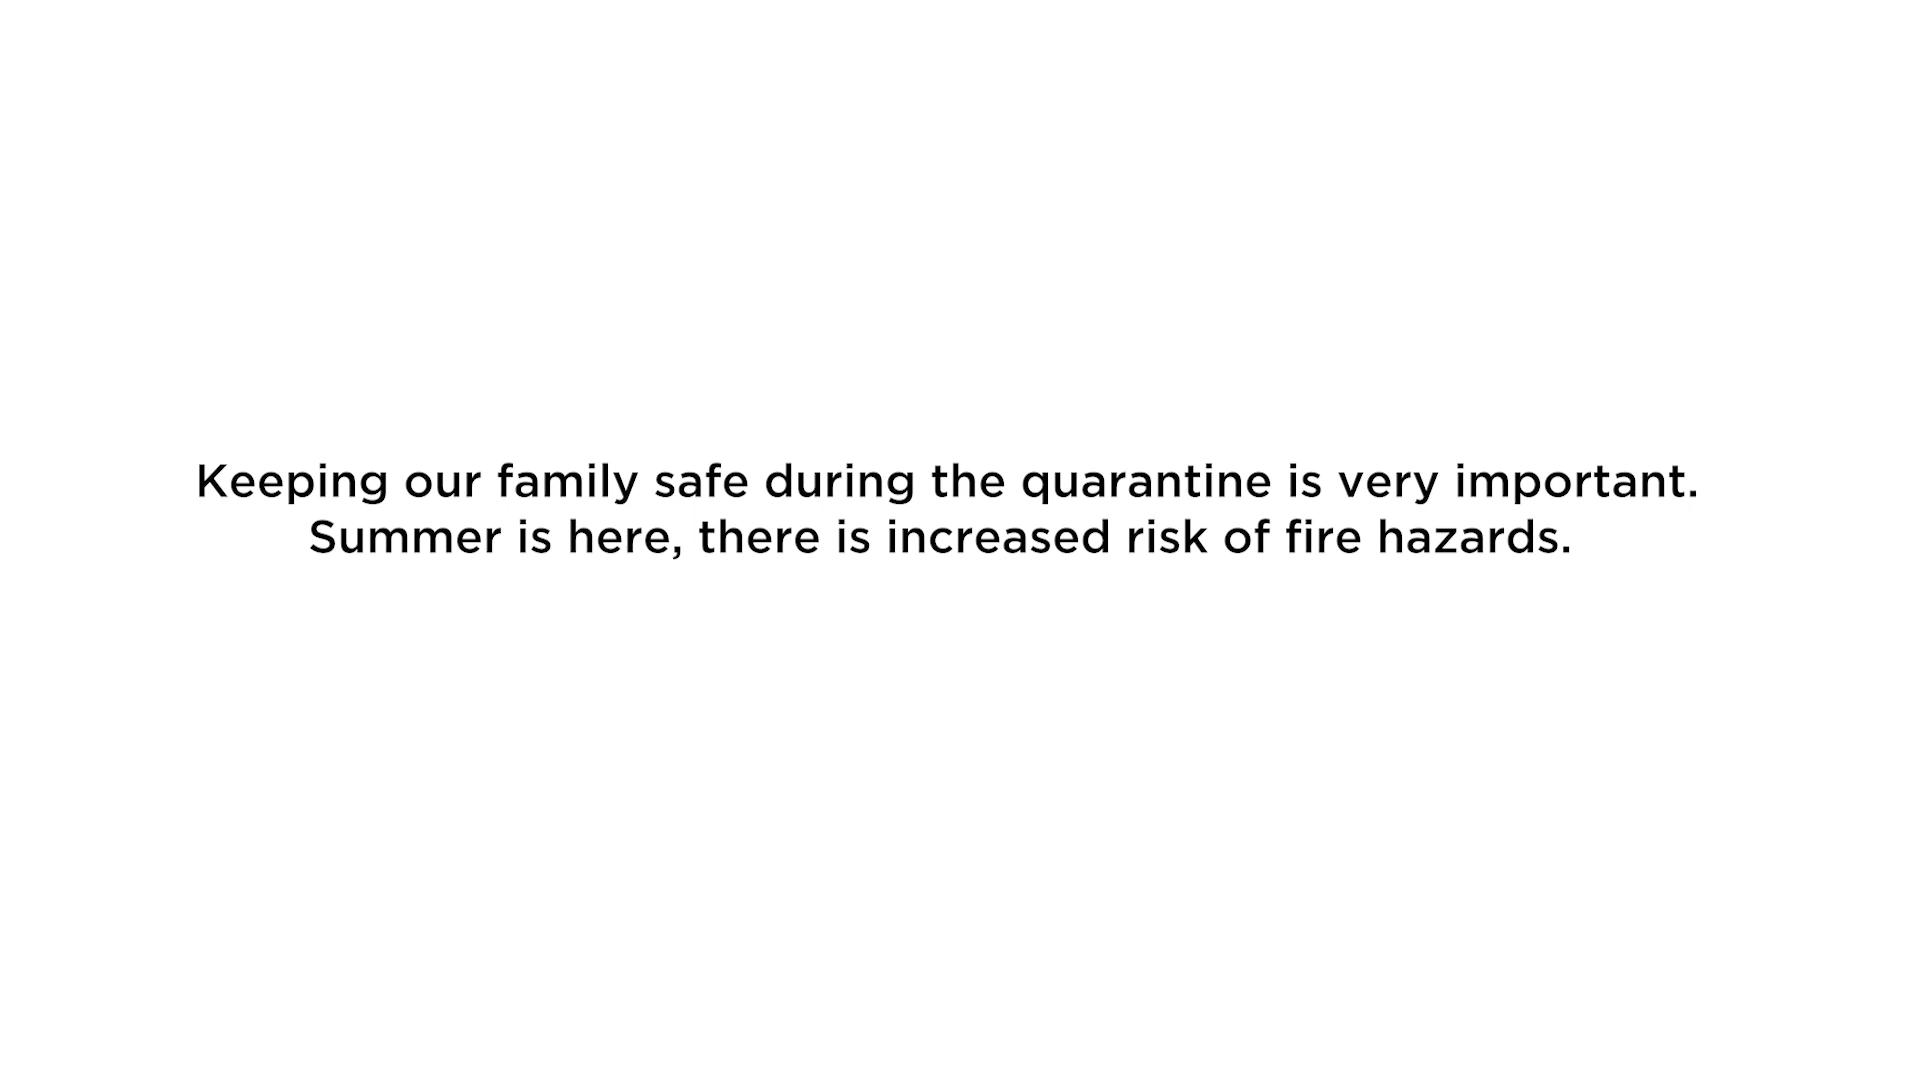 Keeping our family safe during the quarantine is very important.
Summer is here, there is increased risk of fire hazards.